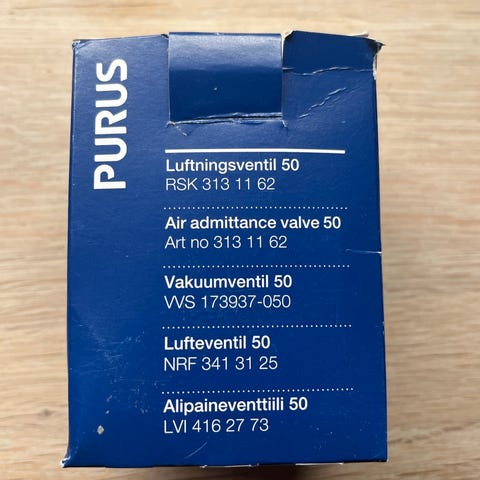 PURUS
Luftningsventil 50
RSK 313 11 62
Air admittance valve 50
Art no 313 11 62
Vakuumventil 50
VVS 173937-050
Lufteventil 50
NRF 341 31 25
Alipaineventtiili 50
LVI 416 27 73